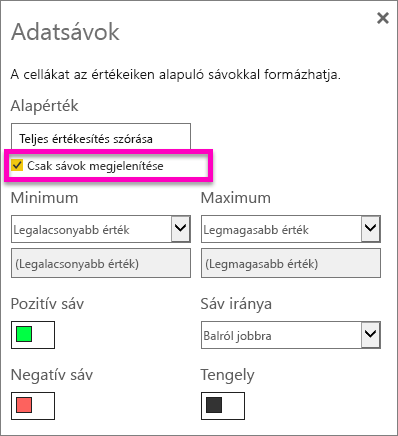 Adatsávok
A cellákat az értékeiken alapuló sávokkal formázhatja.
Alapérték
Teljes értékesítés szórása
Csak sávok megjelenítése
Minimum Maximum
Legalacsonyabb érték Legmagasabb érték
(Legalacsonyabb érték) (Legmagasabb érték)
Pozitív sáv Sáv iránya
Balról jobbra
Negatív sáv Tengely